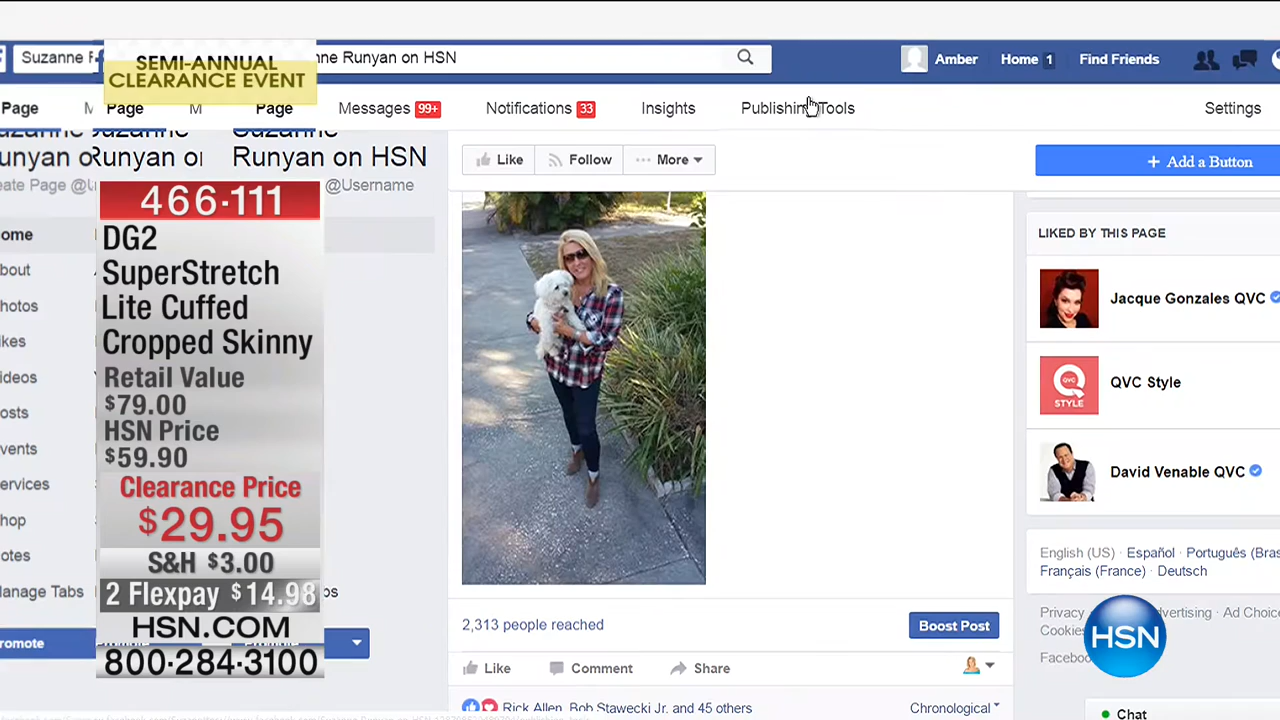 Suzanne R
nne Runyan on HSN
Amber
Home 1
Find Friends
SEMI-ANNUAL
CLEARANCE EVENT
Page
M
Page
M
Page
Messages 99+
Notifications 33
Insights
Publishing Tools
Settings
Suzanne
Runyan on HSN
@Username
Like
Follow
More
+ Add a Button
466-111
DG2
SuperStretch
Lite Cuffed
Cropped Skinny
Retail Value
$79.00
HSN Price
$59.90
Clearance Price
$29.95
S&H $3.00
2 Flexpay $14.98
HSN.COM
800-284-3100
LIKED BY THIS PAGE
Jacque Gonzales QVC
QVC
STYLE
QVC Style
David Venable QVC
English (US) · Español · Português (Bras
Français (France) · Deutsch
Privacy
vertising · Ad Choic
Cookies
Faceboo
HSN
2,313 people reached
Boost Post
Like
Comment
Share
Rick Allen, Bob Stawecki Jr. and 45 others
Chronological
Chat